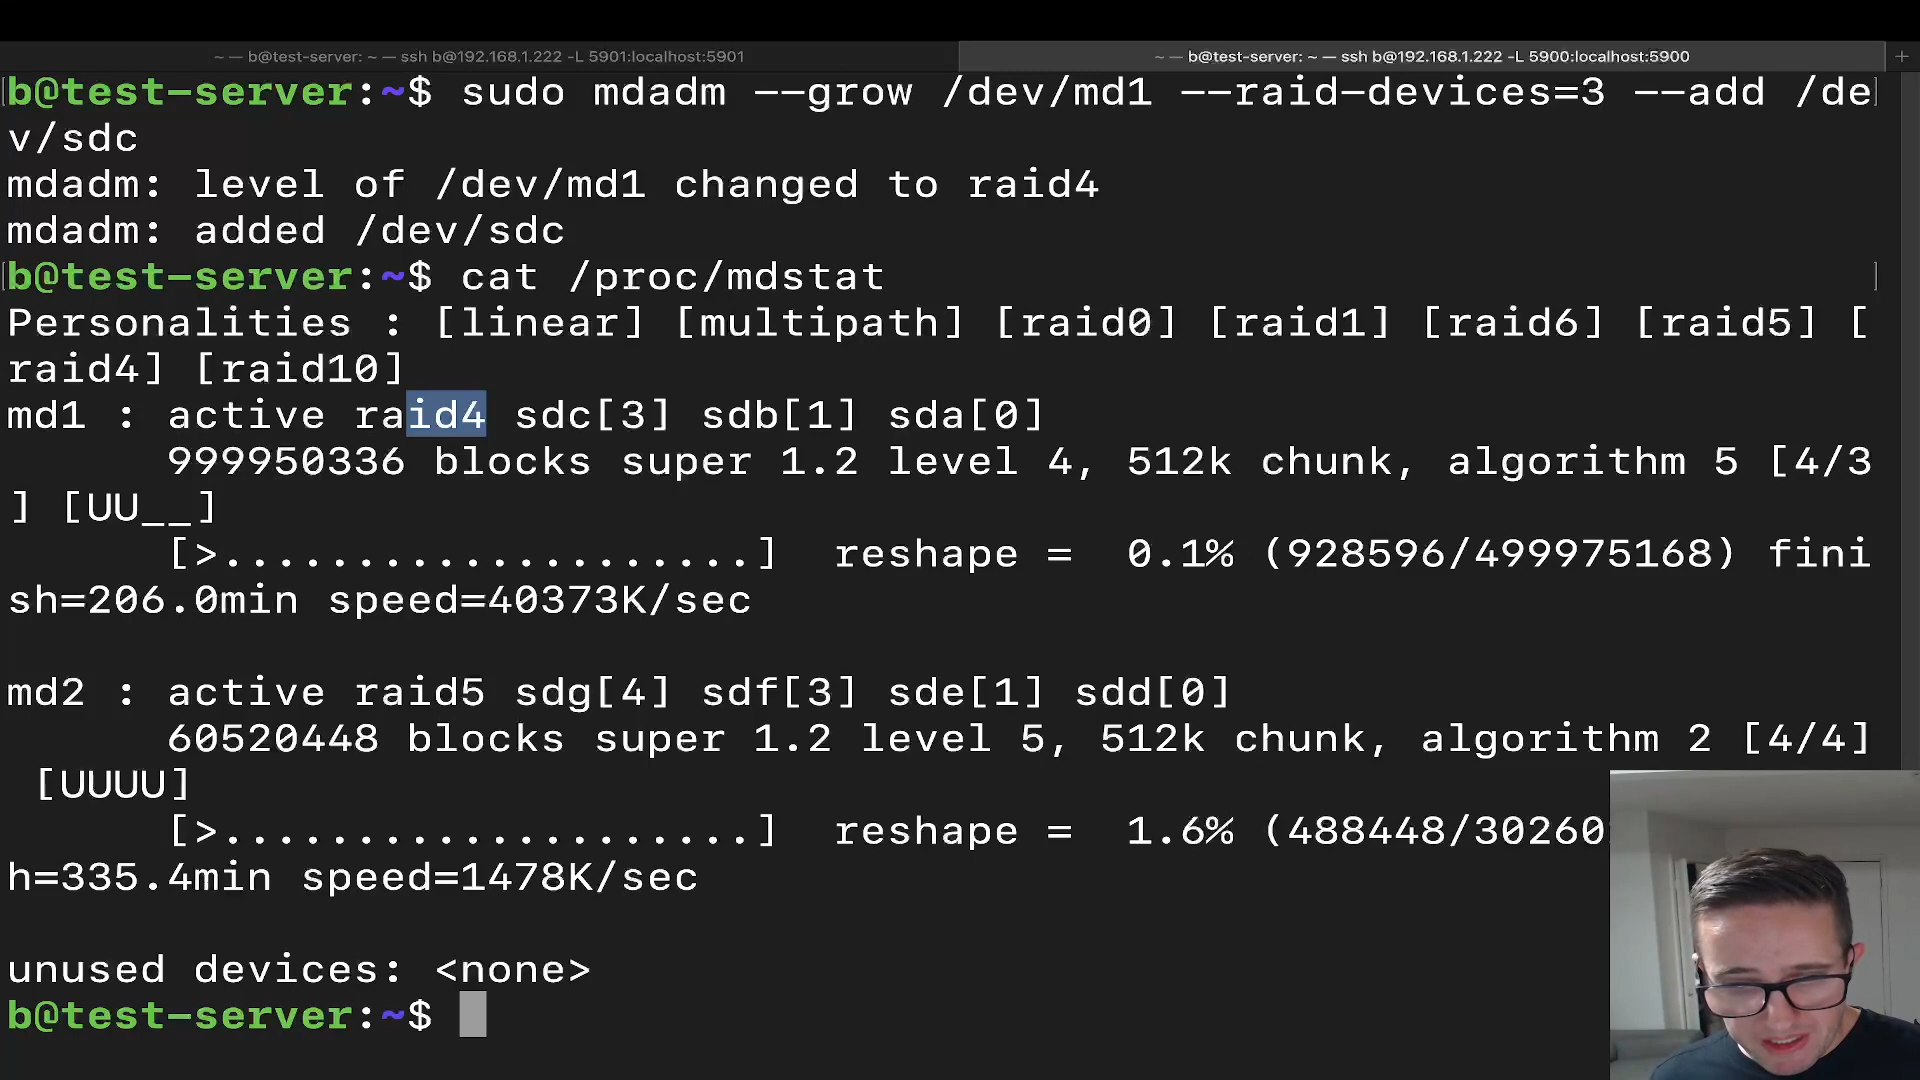 ~ — b@test-server: ~ — ssh b@192.168.1.222 -L 5901:localhost:5901
~ — b@test-server: ~ — ssh b@192.168.1.222 -L 5900:localhost:5900 +
[b@test-server:~$ sudo mdadm --grow /dev/md1 --raid-devices=3 --add /de]
v/sdc
mdadm: level of /dev/md1 changed to raid4
mdadm: added /dev/sdc
[b@test-server:~$ cat /proc/mdstat ]
Personalities : [linear] [multipath] [raid0] [raid1] [raid6] [raid5] [
raid4] [raid10]
md1 : active raid4 sdc[3] sdb[1] sda[0]
999950336 blocks super 1.2 level 4, 512k chunk, algorithm 5 [4/3
] [UU__]
[>....................] reshape = 0.1% (928596/499975168) fini
sh=206.0min speed=40373K/sec
md2 : active raid5 sdg[4] sdf[3] sde[1] sdd[0]
60520448 blocks super 1.2 level 5, 512k chunk, algorithm 2 [4/4]
[UUUU]
[>....................] reshape = 1.6% (488448/30260
h=335.4min speed=1478K/sec
unused devices: <none>
b@test-server:~$